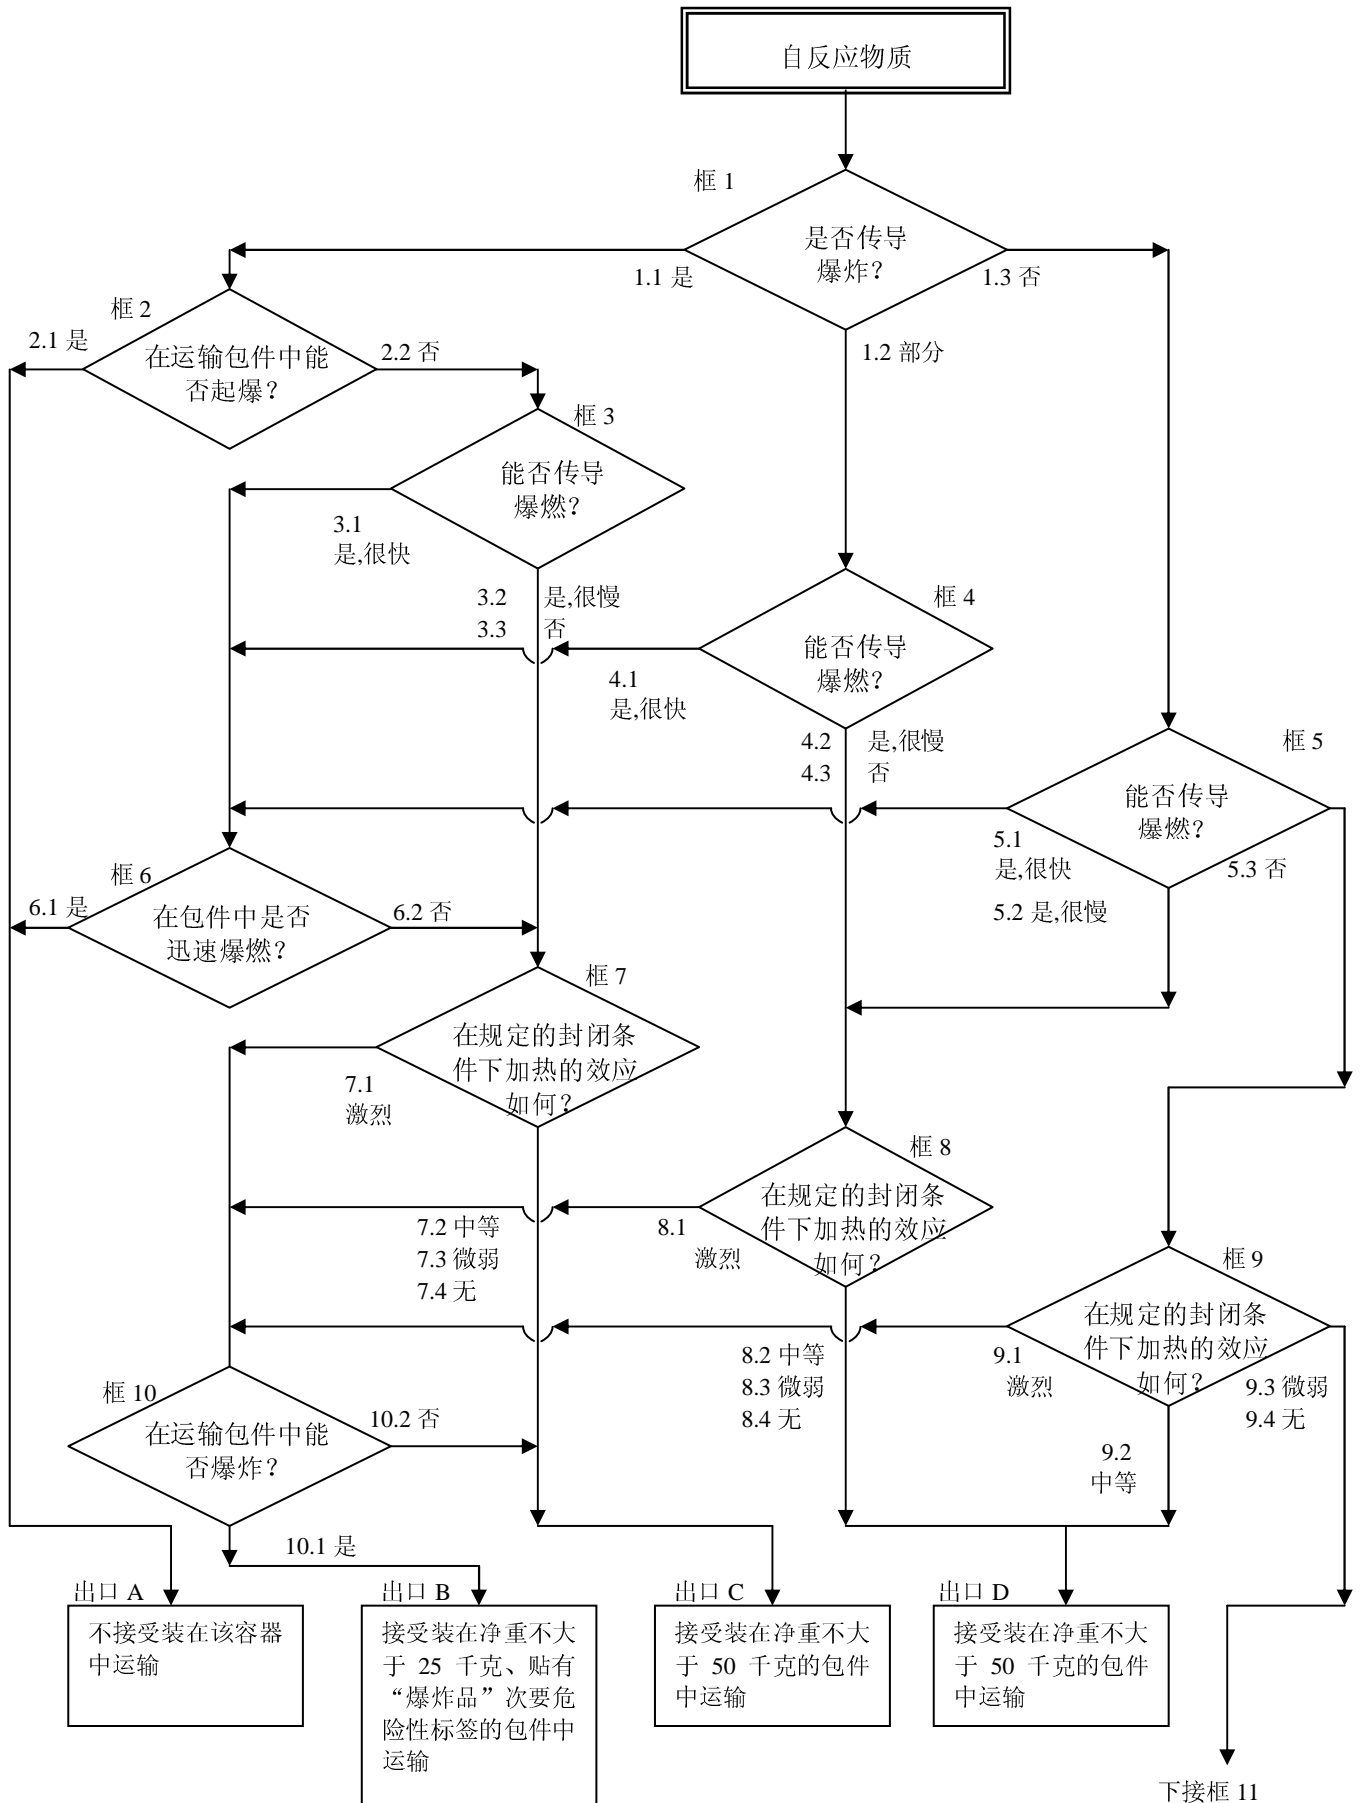 自反应物质
框 1
是否传导
爆炸?
1.1 是
1.3 否
1.2 部分
框 2
2.1 是
在运输包件中能
否起爆?
2.2 否
框 3
能否传导
爆燃?
3.1
是,很快
3.2 是,很慢
3.3 否
框 4
能否传导
爆燃?
4.1
是,很快
4.2 是,很慢
4.3 否
框 5
能否传导
爆燃?
5.1
是,很快
5.3 否
5.2 是,很慢
框 6
6.1 是
在包件中是否
迅速爆燃?
6.2 否
框 7
在规定的封闭条
件下加热的效应
如何?
7.1
激烈
7.2 中等
7.3 微弱
7.4 无
框 8
在规定的封闭条
件下加热的效应
如何?
8.1
激烈
8.2 中等
8.3 微弱
8.4 无
框 9
在规定的封闭条
件下加热的效应
如何?
9.1
激烈
9.3 微弱
9.4 无
9.2
中等
框 10
在运输包件中能
否爆炸?
10.2 否
10.1 是
出口 A
不接受装在该容器
中运输
出口 B
接受装在净重不大
于 25 千克、贴有
“爆炸品”次要危
险性标签的包件中
运输
出口 C
接受装在净重不大
于 50 千克的包件
中运输
出口 D
接受装在净重不大
于 50 千克的包件
中运输
下接框 11